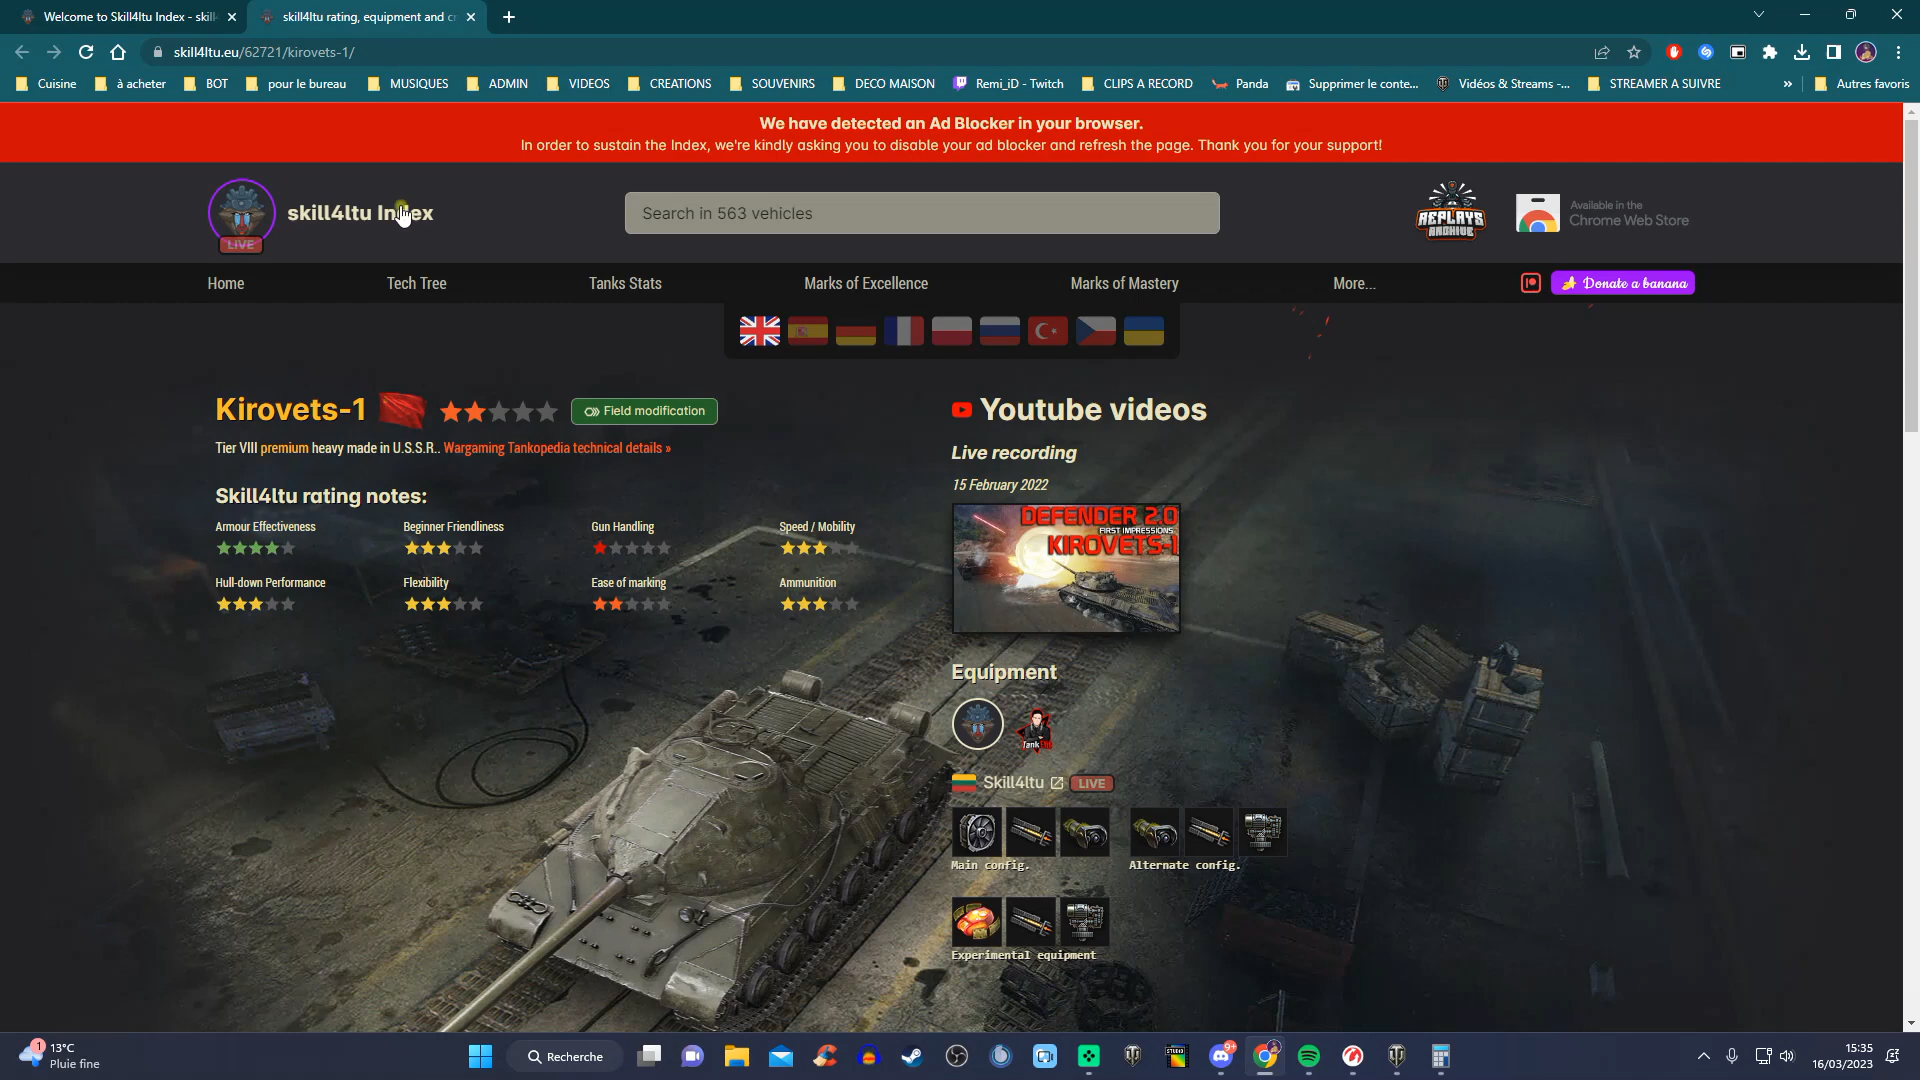 Welcome to Skill4ltu Index - skill
skill4ltu rating, equipment and cr
skill4ltu.eu/62721/kirovets-1/
Cuisine
à acheter
BOT
pour le bureau
MUSIQUES
ADMIN
VIDEOS
CREATIONS
SOUVENIRS
DECO MAISON
Remi_iD - Twitch
CLIPS A RECORD
Panda
Supprimer le conte...
Vidéos & Streams -...
STREAMER A SUIVRE
»
Autres favoris
We have detected an Ad Blocker in your browser.
In order to sustain the Index, we're kindly asking you to disable your ad blocker and refresh the page. Thank you for your support!
LIVE
skill4ltu Index
Search in 563 vehicles
REPLAYS
ARCHIVE
Available in the
Chrome Web Store
Home
Tech Tree
Tanks Stats
Marks of Excellence
Marks of Mastery
More...
Donate a banana
Kirovets-1
Field modification
Tier VIII premium heavy made in U.S.S.R.. Wargaming Tankopedia technical details »
Skill4ltu rating notes:
Armour Effectiveness
Beginner Friendliness
Gun Handling
Speed / Mobility
Hull-down Performance
Flexibility
Ease of marking
Ammunition
Youtube videos
Live recording
15 February 2022
DEFENDER 2.0
FIRST IMPRESSIONS
KIROVETS-1
Equipment
Skill4ltu
LIVE
Main config.
Alternate config.
Experimental equipment
1
13°C
Pluie fine
Recherche
STUDIO
9+
15:35
16/03/2023